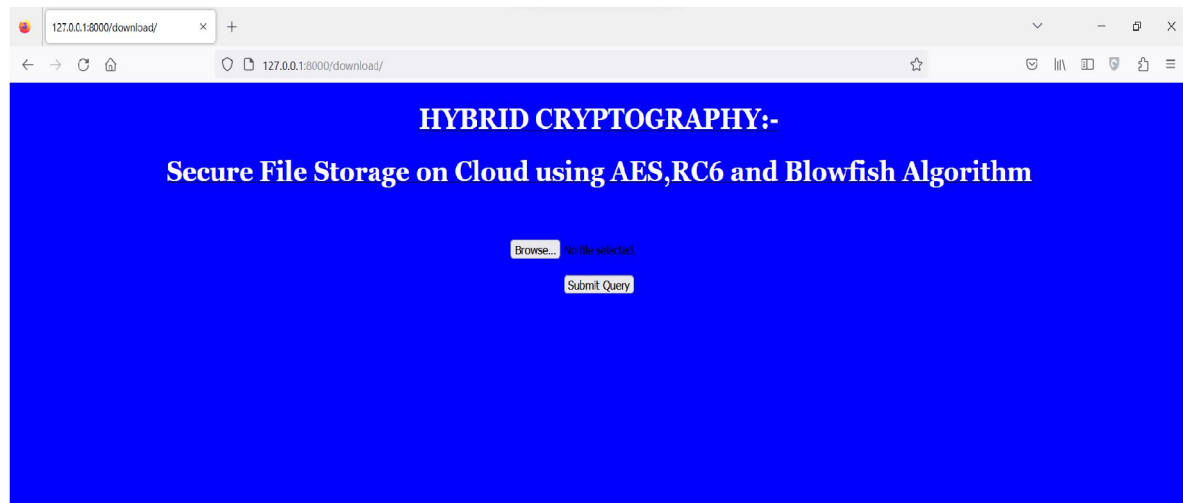 127.0.0.1:8000/download/
127.0.0.1:8000/download/
HYBRID CRYPTOGRAPHY:-
Secure File Storage on Cloud using AES,RC6 and Blowfish Algorithm
Browse... No file selected.
Submit Query